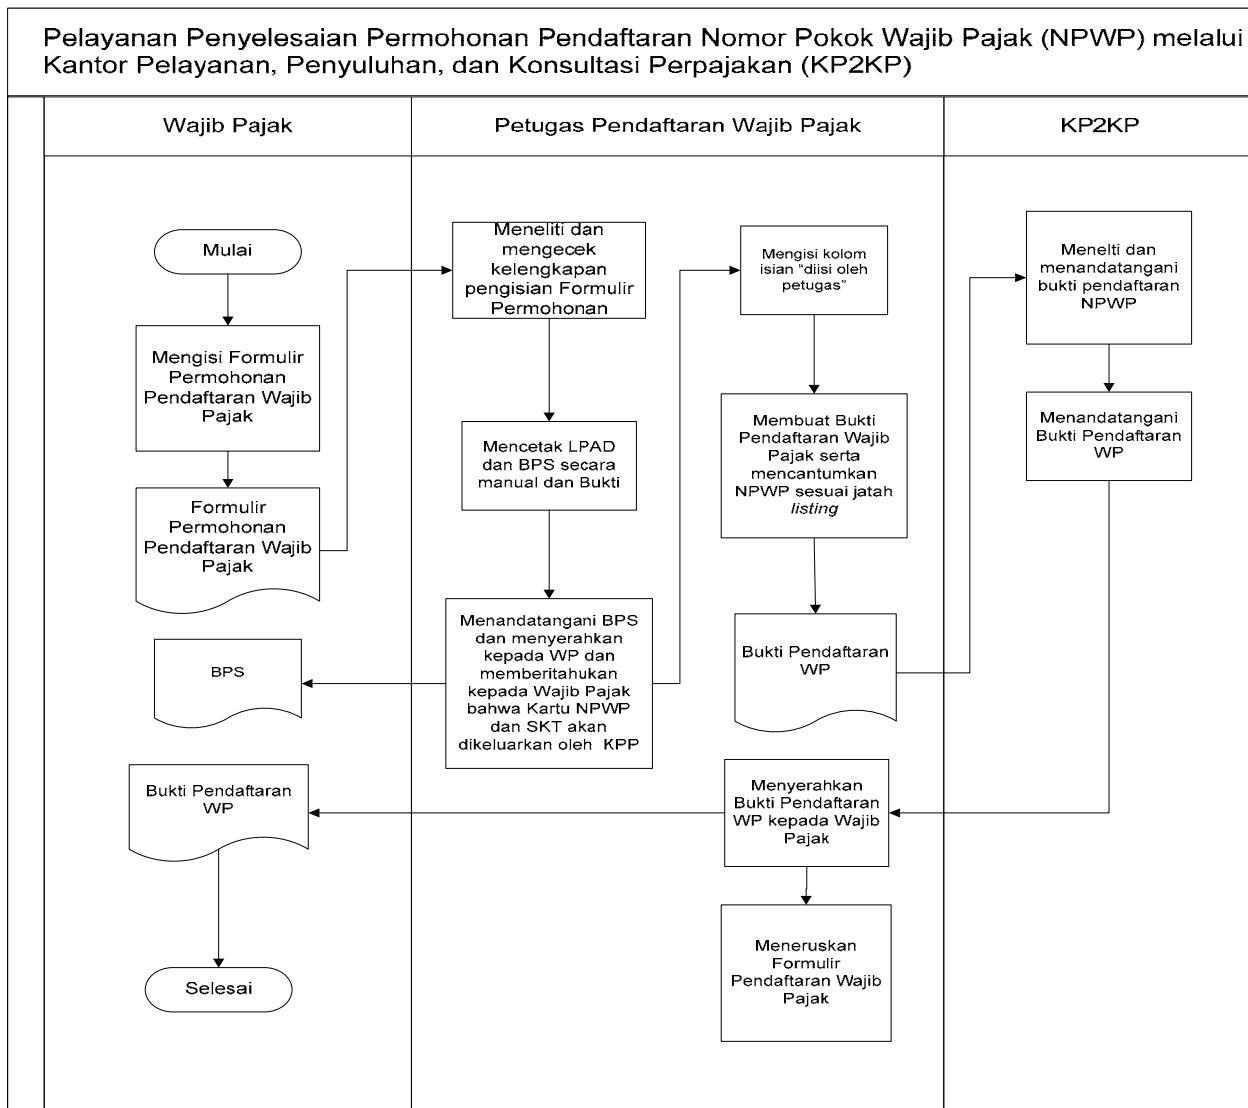 Pelayanan Penyelesaian Permohonan Pendaftaran Nomor Pokok Wajib Pajak (NPWP) melalui
Kantor Pelayanan, Penyuluhan, dan Konsultasi Perpajakan (KP2KP)
Wajib Pajak
Petugas Pendaftaran Wajib Pajak
KP2KP
Mulai
Mengisi Formulir
Permohonan
Pendaftaran Wajib
Pajak
Formulir
Permohonan
Pendaftaran Wajib
Pajak
BPS
Bukti Pendaftaran
WP
Selesai
Meneliti dan
mengecek
kelengkapan
pengisian Formulir
Permohonan
Mencetak LPAD
dan BPS secara
manual dan Bukti
Menandatangani BPS
dan menyerahkan
kepada WP dan
memberitahukan
kepada Wajib Pajak
bahwa Kartu NPWP
dan SKT akan
dikeluarkan oleh KPP
Mengisi kolom
isian “diisi oleh
petugas”
Membuat Bukti
Pendaftaran Wajib
Pajak serta
mencantumkan
NPWP sesuai jatah
listing
Bukti Pendaftaran
WP
Menyerahkan
Bukti Pendaftaran
WP kepada Wajib
Pajak
Meneruskan
Formulir
Pendaftaran Wajib
Pajak
Menelti dan
menandatangani
bukti pendaftaran
NPWP
Menandatangani
Bukti Pendaftaran
WP